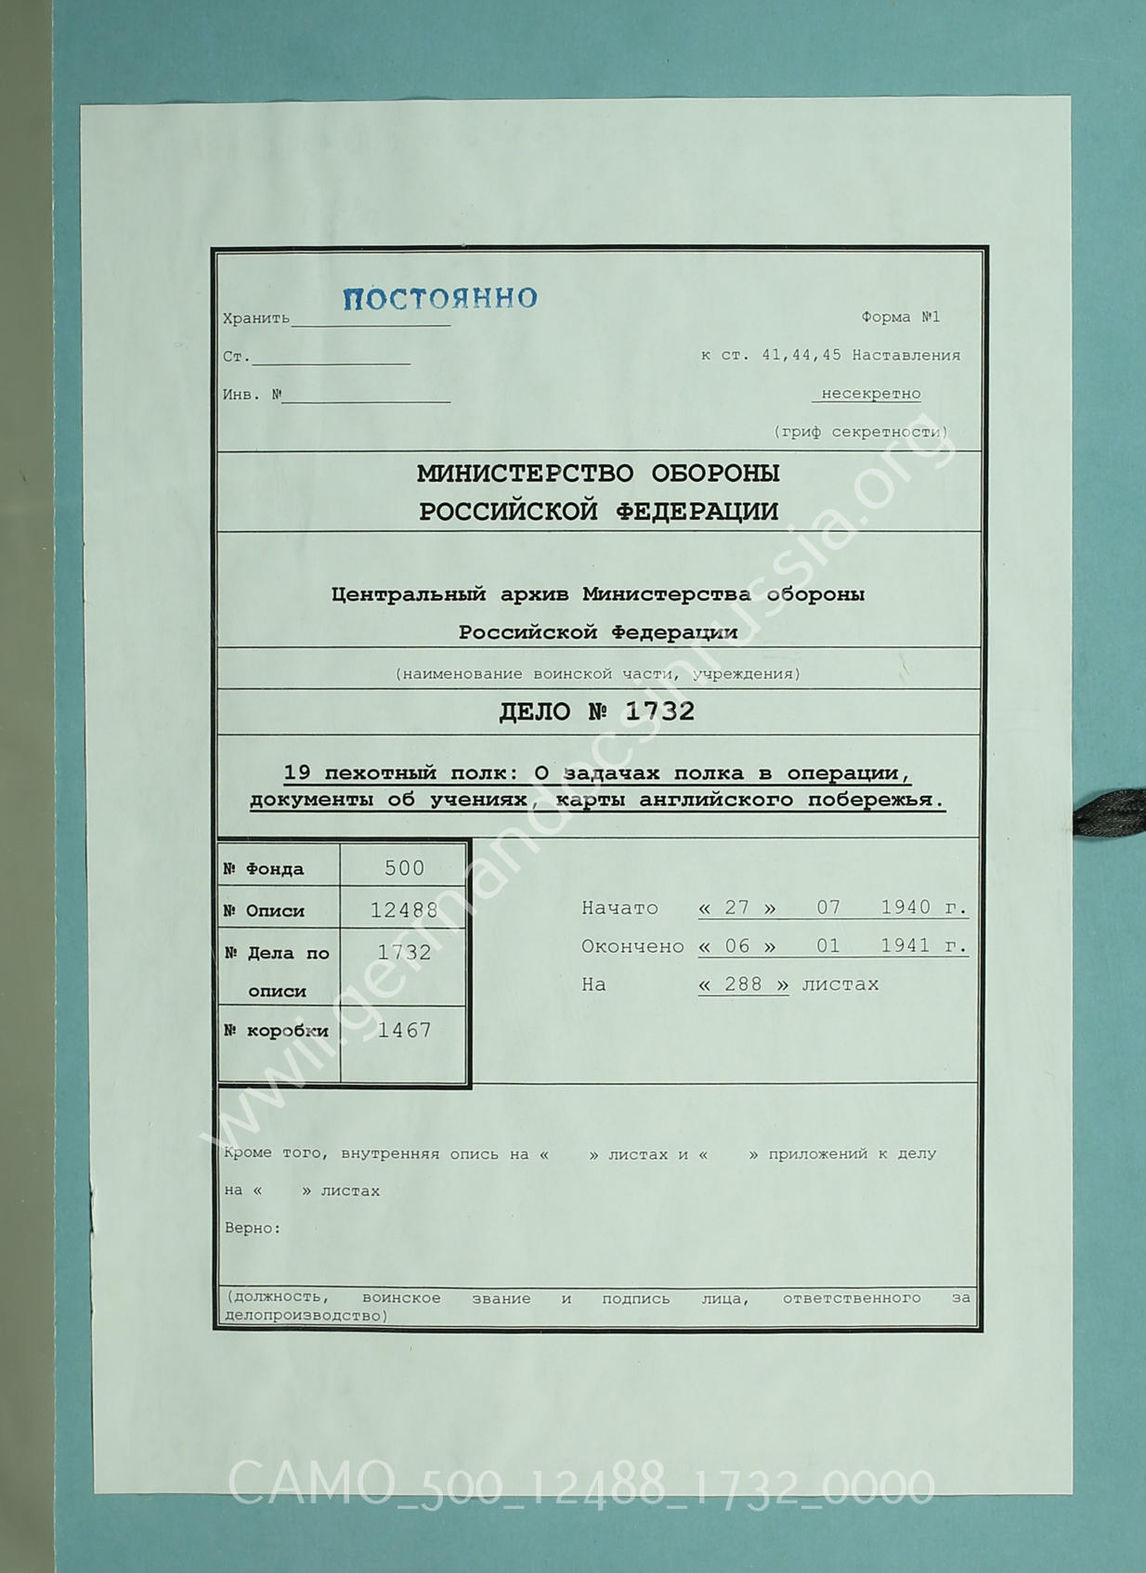 ПОСТОЯННО
Хранить
Форма №1
Ст.
к ст. 41,44,45 Наставления
Инв. №
несекретно
(гриф секретности)
МИНИСТЕРСТВО ОБОРОНЫ
РОССИЙСКОЙ ФЕДЕРАЦИИ
Центральный архив Министерства обороны
Российской Федерации
(наименование воинской части, учреждения)
ДЕЛО № 1732
19 пехотный полк: О задачах полка в операции,
документы об учениях, карты английского побережья.
№ Фонда 500
№ Описи 12488
№ Дела по 1732
описи
№ коробки 1467
Начато « 27 » 07 1940 г.
Окончено « 06 » 01 1941 г.
На « 288 » листах
Кроме того, внутренняя опись на « » листах и « » приложений к делу
на « » листах
Верно:
(должность, воинское звание и подпись лица, ответственного за
делопроизводство)
wwii.germandocsinrussia.org
CAMO_500_12488_1732_0000